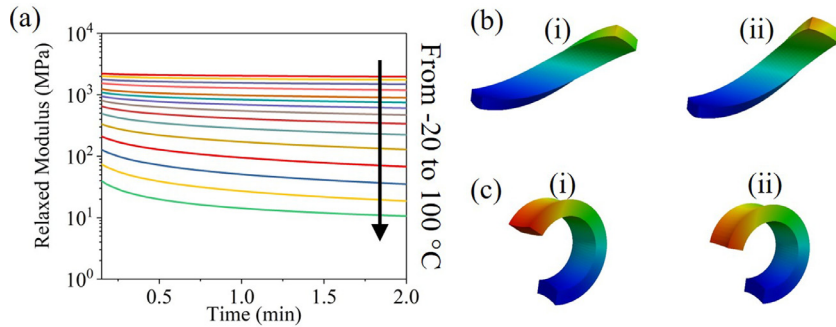 (a)
10⁴
10³
10²
10¹
10⁰
Relaxed Modulus (MPa)
0.5
1.0
1.5
2.0
Time (min)
From -20 to 100 °C
(b)
(i)
(ii)
(c)
(i)
(ii)